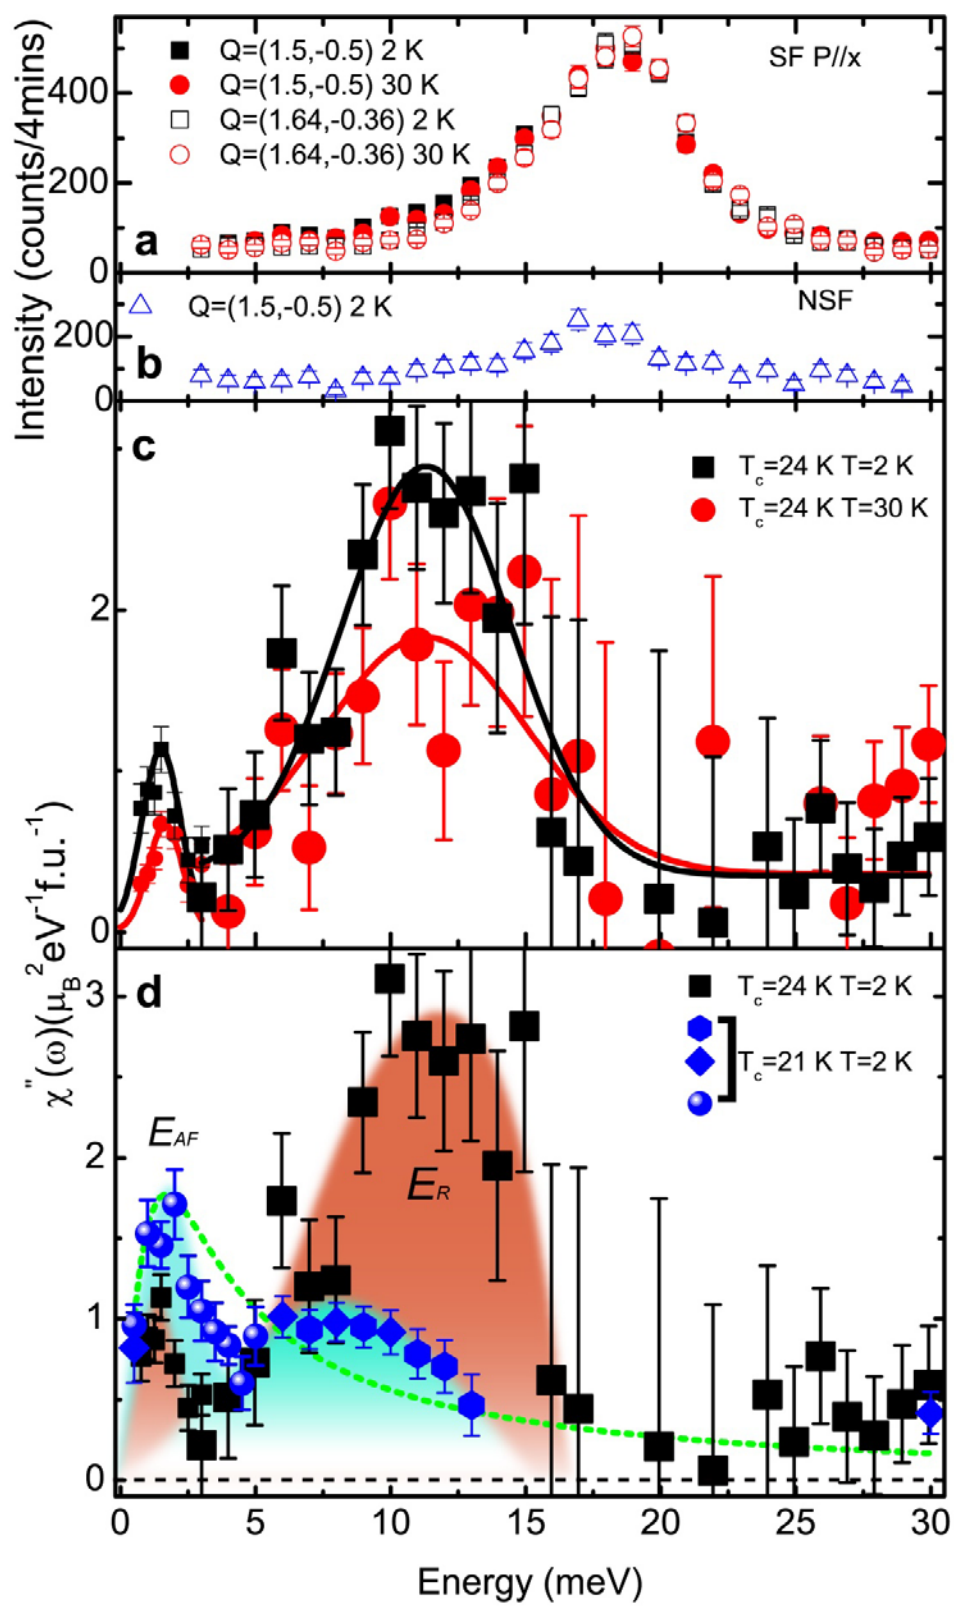 Intensity (counts/4mins)
400
200
0
Q=(1.5,-0.5) 2 K
Q=(1.5,-0.5) 30 K
Q=(1.64,-0.36) 2 K
Q=(1.64,-0.36) 30 K
SF P//x
a
200
0
Q=(1.5,-0.5) 2 K
NSF
b
c
Tc=24 K T=2 K
Tc=24 K T=30 K
2
0
χ"(ω)(μB²eV⁻¹f.u.⁻¹)
d
Tc=24 K T=2 K
Tc=21 K T=2 K
3
2
1
0
EAF
ER
0 5 10 15 20 25 30
Energy (meV)